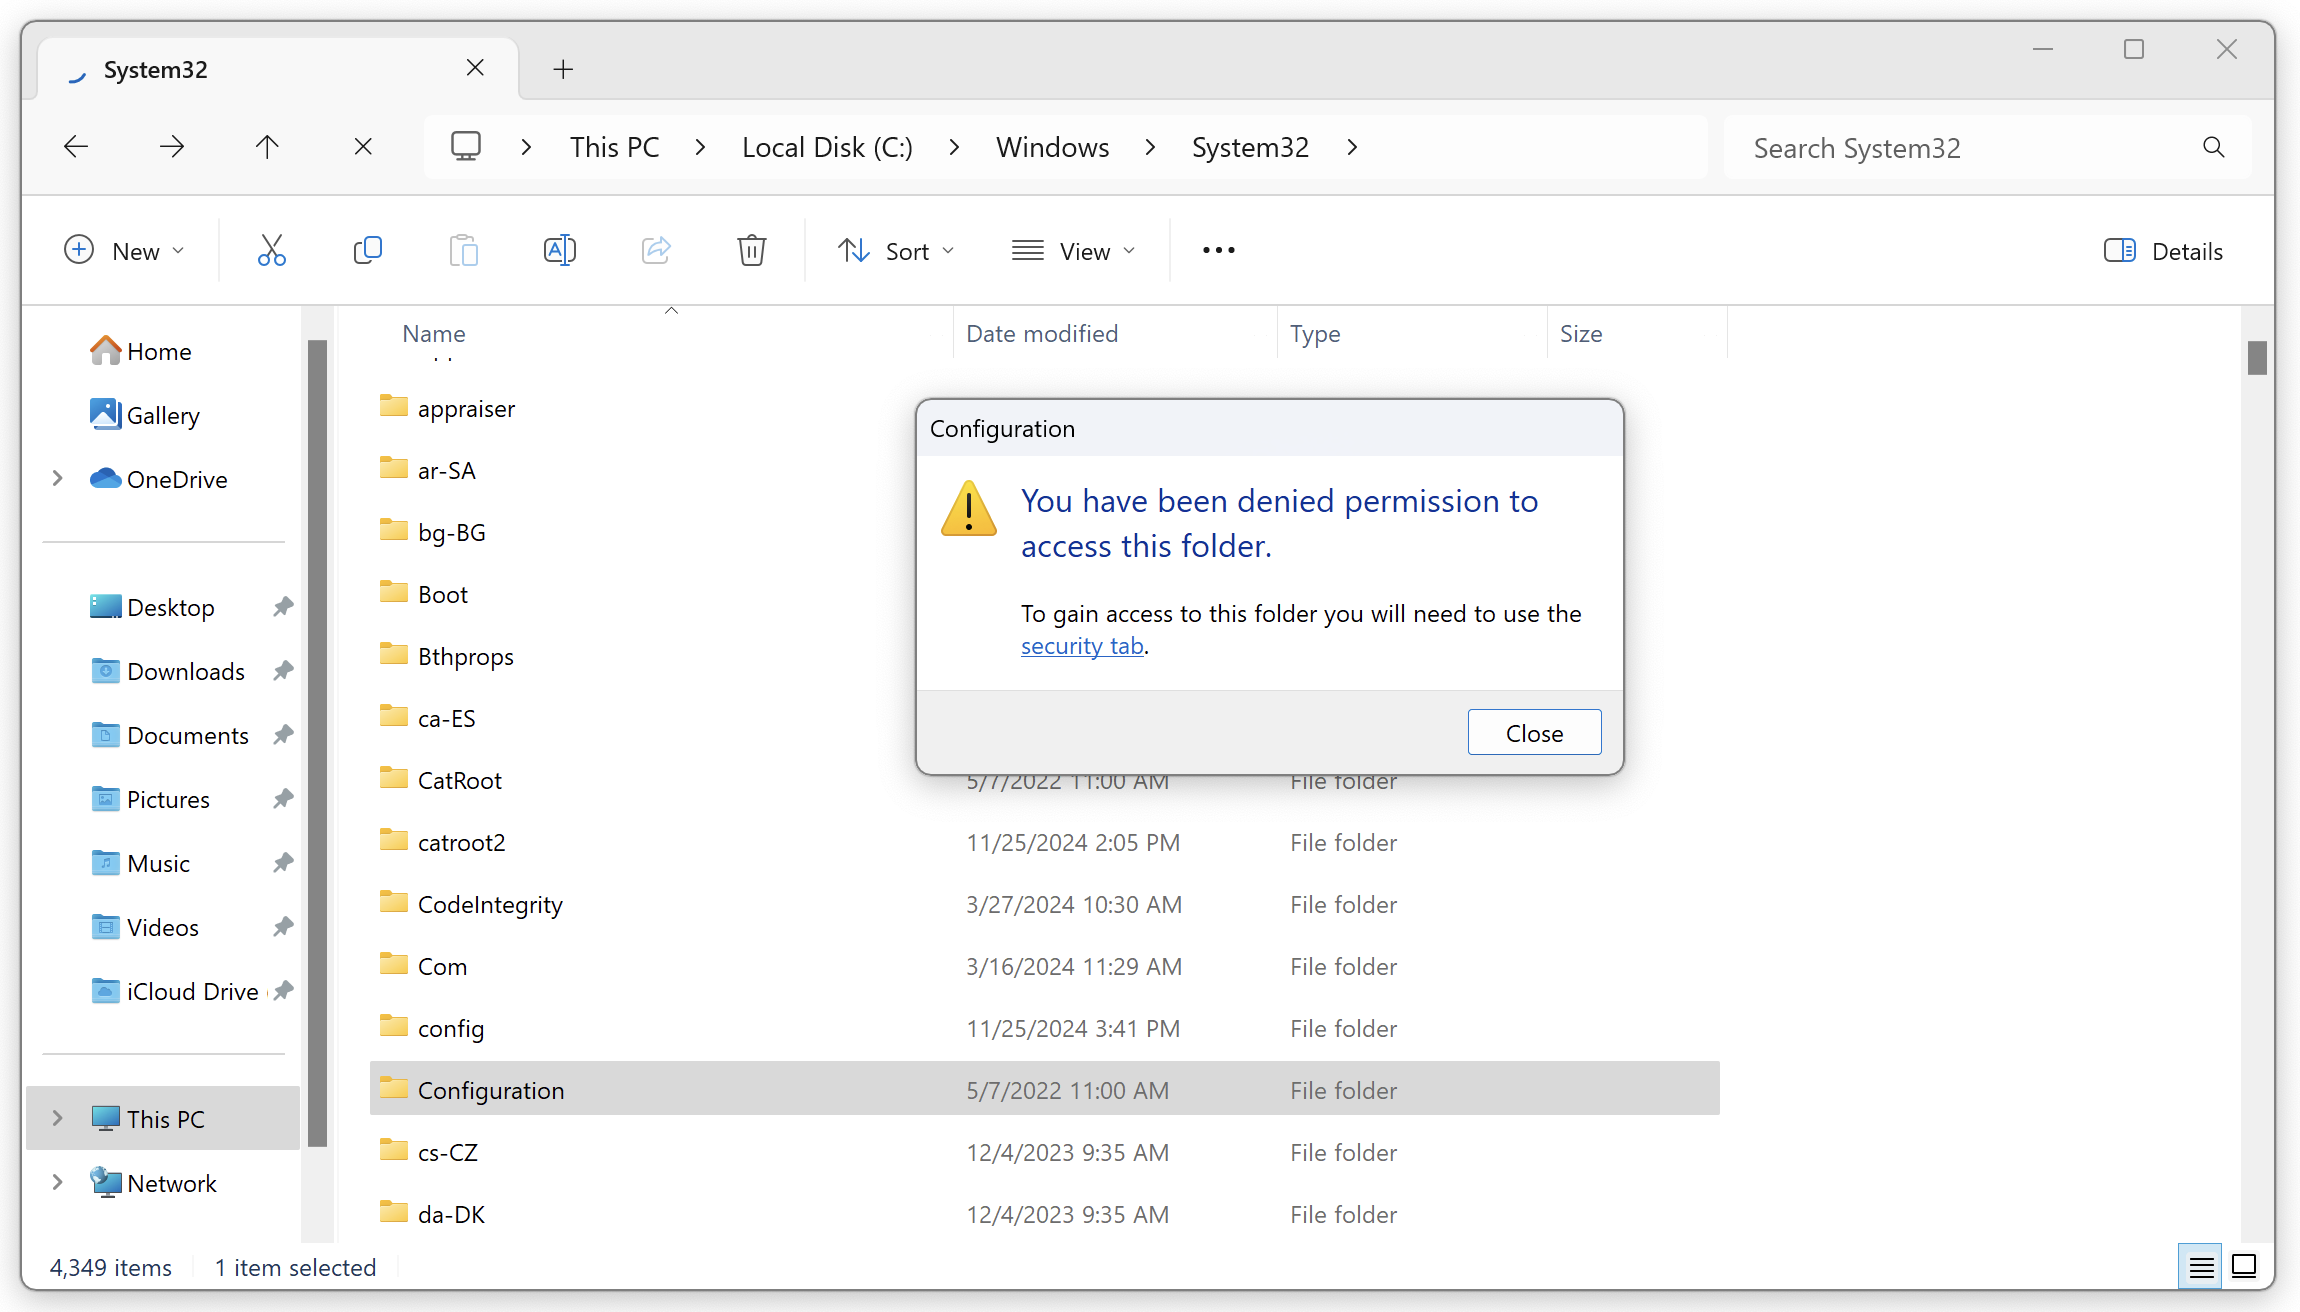 System32
This PC
Local Disk (C:)
Windows
System32
Search System32
New
Sort
View
Details
Home
Gallery
OneDrive
Desktop
Downloads
Documents
Pictures
Music
Videos
iCloud Drive
This PC
Network
Name
Date modified
Type
Size
appraiser
ar-SA
bg-BG
Boot
Bthprops
ca-ES
CatRoot 5/7/2022 11:00 AM File folder
catroot2 11/25/2024 2:05 PM File folder
CodeIntegrity 3/27/2024 10:30 AM File folder
Com 3/16/2024 11:29 AM File folder
config 11/25/2024 3:41 PM File folder
Configuration 5/7/2022 11:00 AM File folder
cs-CZ 12/4/2023 9:35 AM File folder
da-DK 12/4/2023 9:35 AM File folder
Configuration
You have been denied permission to
access this folder.
To gain access to this folder you will need to use the
security tab.
Close
4,349 items
1 item selected